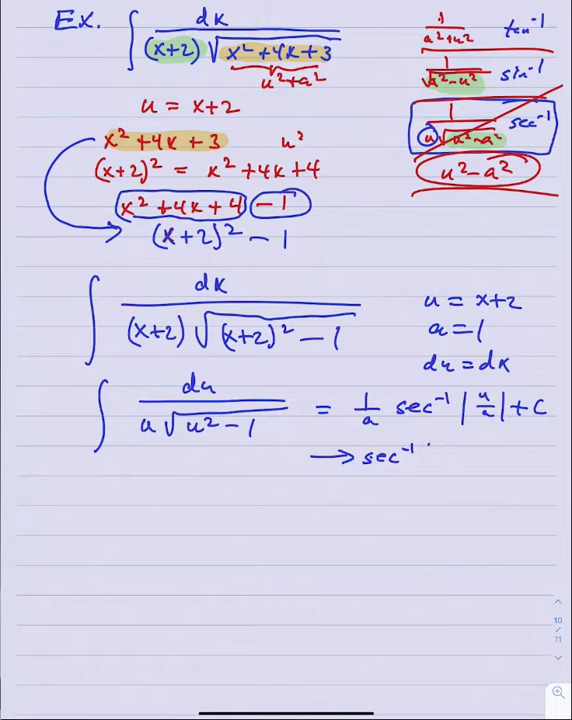 Ex. ∫ dx / (x+2) √x² + 4x + 3
u² + a²
u = x+2
x² + 4x + 3 u²
(x+2)² = x² + 4x + 4
x² + 4x + 4 − 1
(x+2)² − 1
∫ dx / (x+2) √(x+2)² − 1
u = x+2
a = 1
du = dx
∫ du / u √u² − 1 = 1/a sec⁻¹ |u/a| + C
→ sec⁻¹
1 / a² + u² tan⁻¹
1 / √a² − u² sin⁻¹
1 / u √u² − a² sec⁻¹
u² − a²
10
/
11